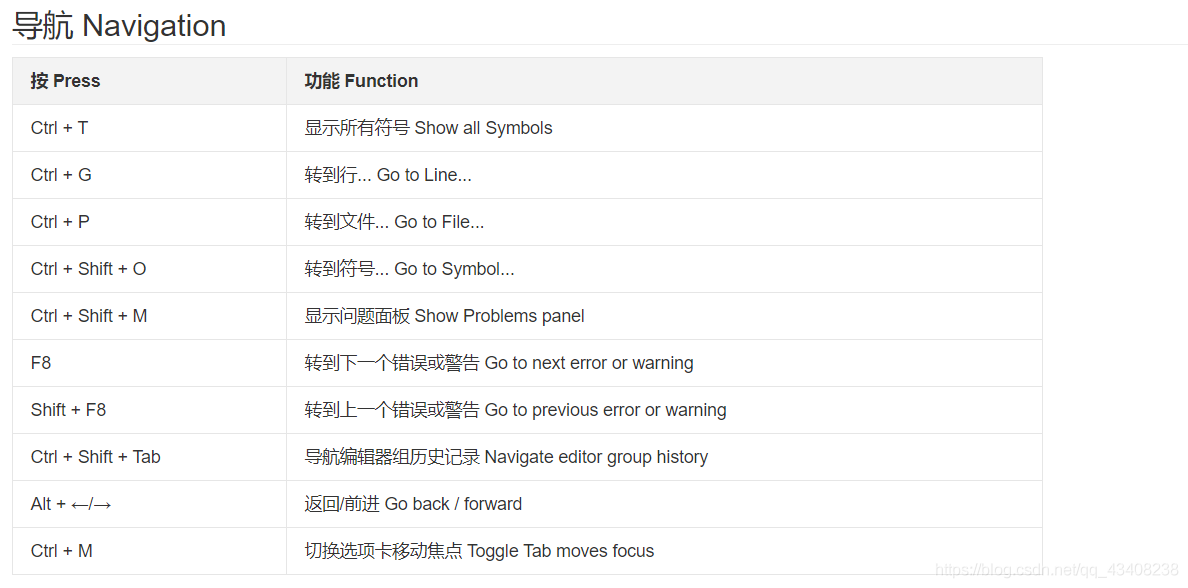 导航 Navigation
按 Press 功能 Function
Ctrl + T 显示所有符号 Show all Symbols
Ctrl + G 转到行... Go to Line...
Ctrl + P 转到文件... Go to File...
Ctrl + Shift + O 转到符号... Go to Symbol...
Ctrl + Shift + M 显示问题面板 Show Problems panel
F8 转到下一个错误或警告 Go to next error or warning
Shift + F8 转到上一个错误或警告 Go to previous error or warning
Ctrl + Shift + Tab 导航编辑器组历史记录 Navigate editor group history
Alt + ←/→ 返回/前进 Go back / forward
Ctrl + M 切换选项卡移动焦点 Toggle Tab moves focus
https://blog.csdn.net/qq_43408238